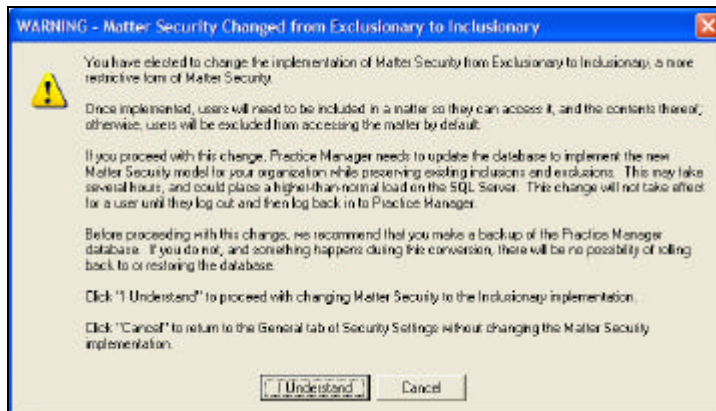 WARNING - Matter Security Changed from Exclusionary to Inclusionary
You have elected to change the implementation of Matter Security from Exclusionary to Inclusionary, a more
restrictive form of Matter Security.
Once implemented, users will need to be included in a matter so they can access it, and the contents thereof;
otherwise, users will be excluded from accessing the matter by default.
If you proceed with this change, Practice Manager needs to update the database to implement the new
Matter Security model for your organization while preserving existing inclusions and exclusions. This may take
several hours, and could place a higher-than-normal load on the SQL Server. This change will not take effect
for a user until they log out and then log back in to Practice Manager.
Before proceeding with this change, we recommend that you make a backup of the Practice Manager
database. If you do not, and something happens during this conversion, there will be no possibility of rolling
back to or restoring the database.
Click "I Understand" to proceed with changing Matter Security to the Inclusionary implementation.
Click "Cancel" to return to the General tab of Security Settings without changing the Matter Security
implementation.
I Understand Cancel